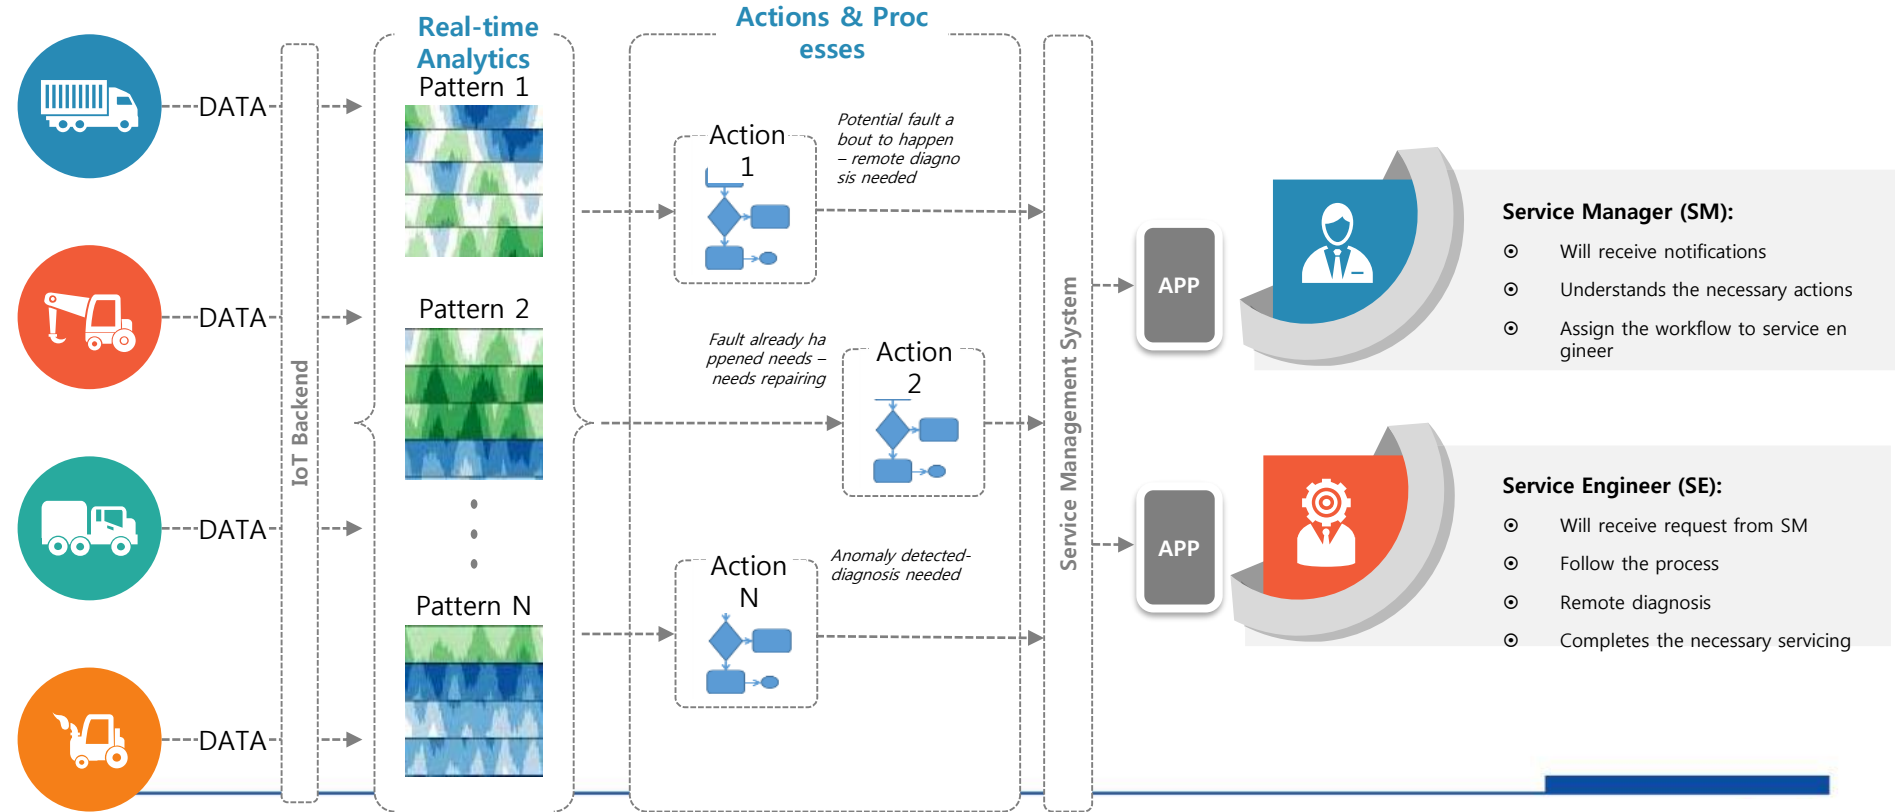 Real-time
Analytics
Actions & Proc
esses
DATA
DATA
DATA
DATA
IoT Backend
Pattern 1
Pattern 2
Pattern N
Action
1
Potential fault a
bout to happen
– remote diagno
sis needed
Fault already ha
ppened needs –
needs repairing
Action
2
Action
N
Anomaly detected-
diagnosis needed
Service Management System
APP
APP
Service Manager (SM):
Will receive notifications
Understands the necessary actions
Assign the workflow to service en
gineer
Service Engineer (SE):
Will receive request from SM
Follow the process
Remote diagnosis
Completes the necessary servicing